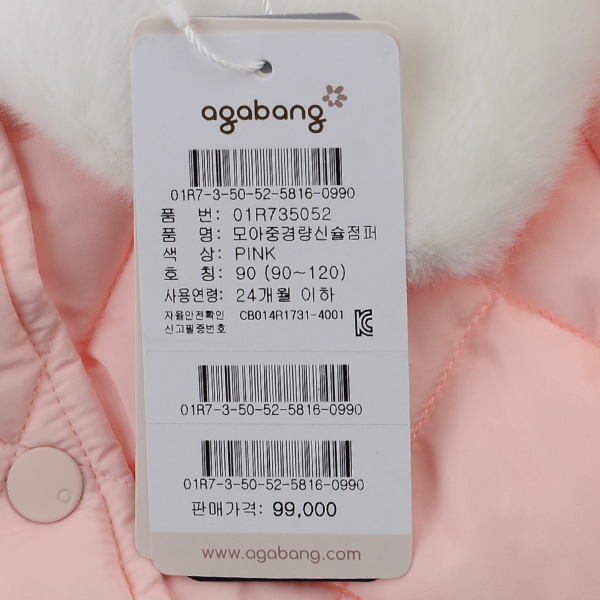 agabang
01R7-3-50-52-5816-0990
품 번: 01R735052
품 명: 모아중경량신슐점퍼
색 상: PINK
호 칭: 90 (90~120)
사용연령: 24개월 이하
자율안전확인 신고필증번호 CB014R1731-4001
01R7-3-50-52-5816-0990
01R7-3-50-52-5816-0990
판매가격: 99,000
www.agabang.com